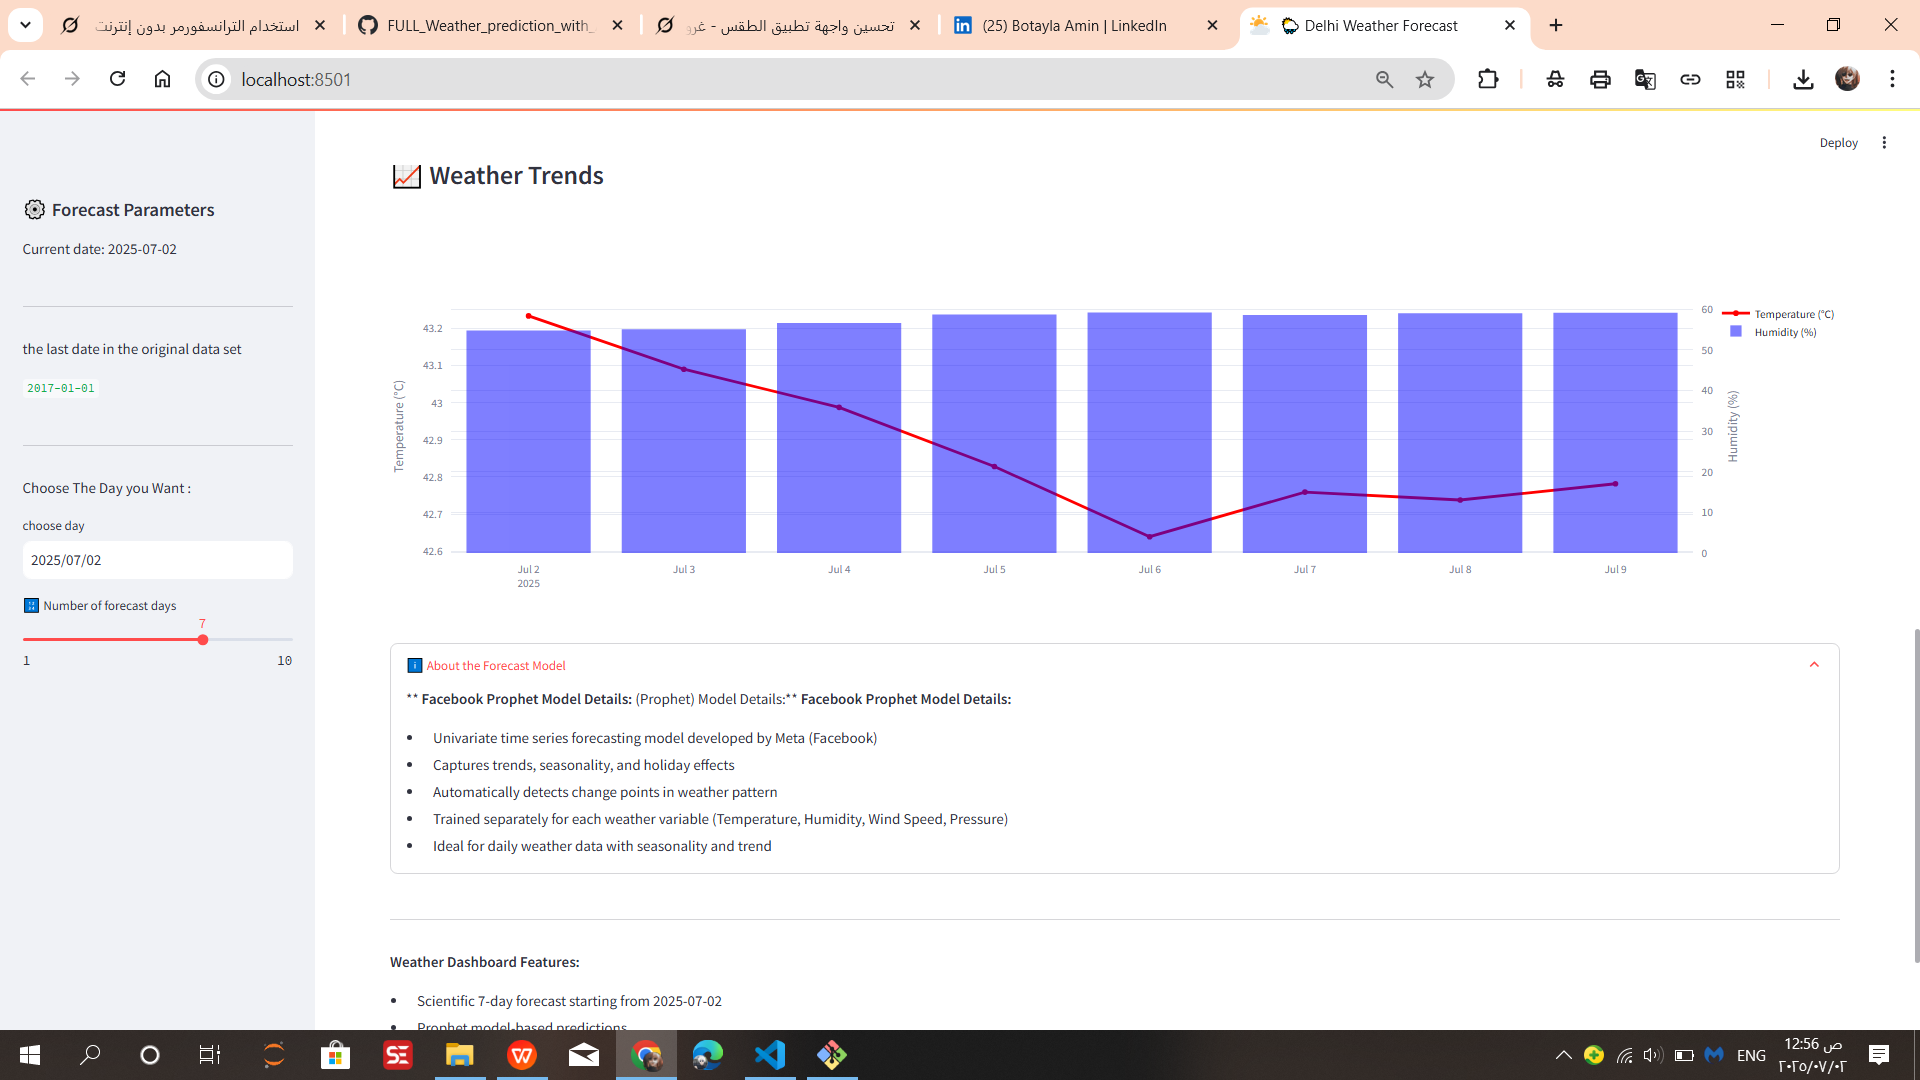 استخدام الترانسفورمر بدون إنترنت
FULL_Weather_prediction_with_
تحسين واجهة تطبيق الطقس - غرو
(25) Botayla Amin | LinkedIn
Delhi Weather Forecast
localhost:8501
Deploy
Forecast Parameters
Current date: 2025-07-02
the last date in the original data set
2017-01-01
Choose The Day you Want :
choose day
2025/07/02
Number of forecast days
7
1 10
Weather Trends
Temperature (°C)
43.2
43.1
43
42.9
42.8
42.7
42.6
Jul 2 Jul 3 Jul 4 Jul 5 Jul 6 Jul 7 Jul 8 Jul 9
2025
60
50
40
30
20
10
0
Humidity (%)
Temperature (°C)
Humidity (%)
About the Forecast Model
** Facebook Prophet Model Details: (Prophet) Model Details:** Facebook Prophet Model Details:
• Univariate time series forecasting model developed by Meta (Facebook)
• Captures trends, seasonality, and holiday effects
• Automatically detects change points in weather pattern
• Trained separately for each weather variable (Temperature, Humidity, Wind Speed, Pressure)
• Ideal for daily weather data with seasonality and trend
Weather Dashboard Features:
• Scientific 7-day forecast starting from 2025-07-02
• Prophet model-based predictions
SE
W
ENG
12:56 ص
٢٠٢٥/٠٧/٠٢